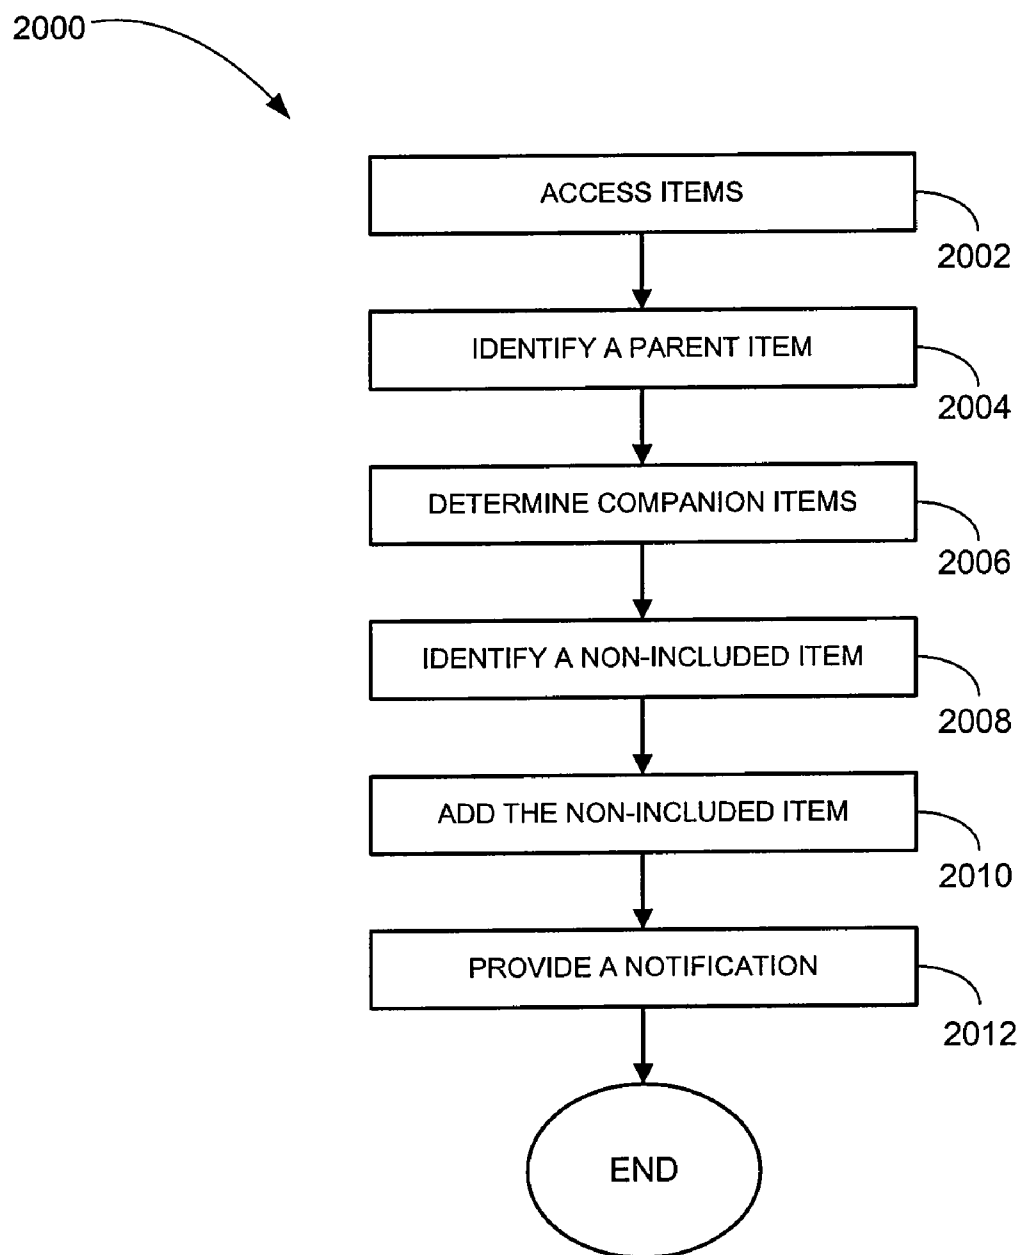 2000
ACCESS ITEMS
2002
IDENTIFY A PARENT ITEM
2004
DETERMINE COMPANION ITEMS
2006
IDENTIFY A NON-INCLUDED ITEM
2008
ADD THE NON-INCLUDED ITEM
2010
PROVIDE A NOTIFICATION
2012
END